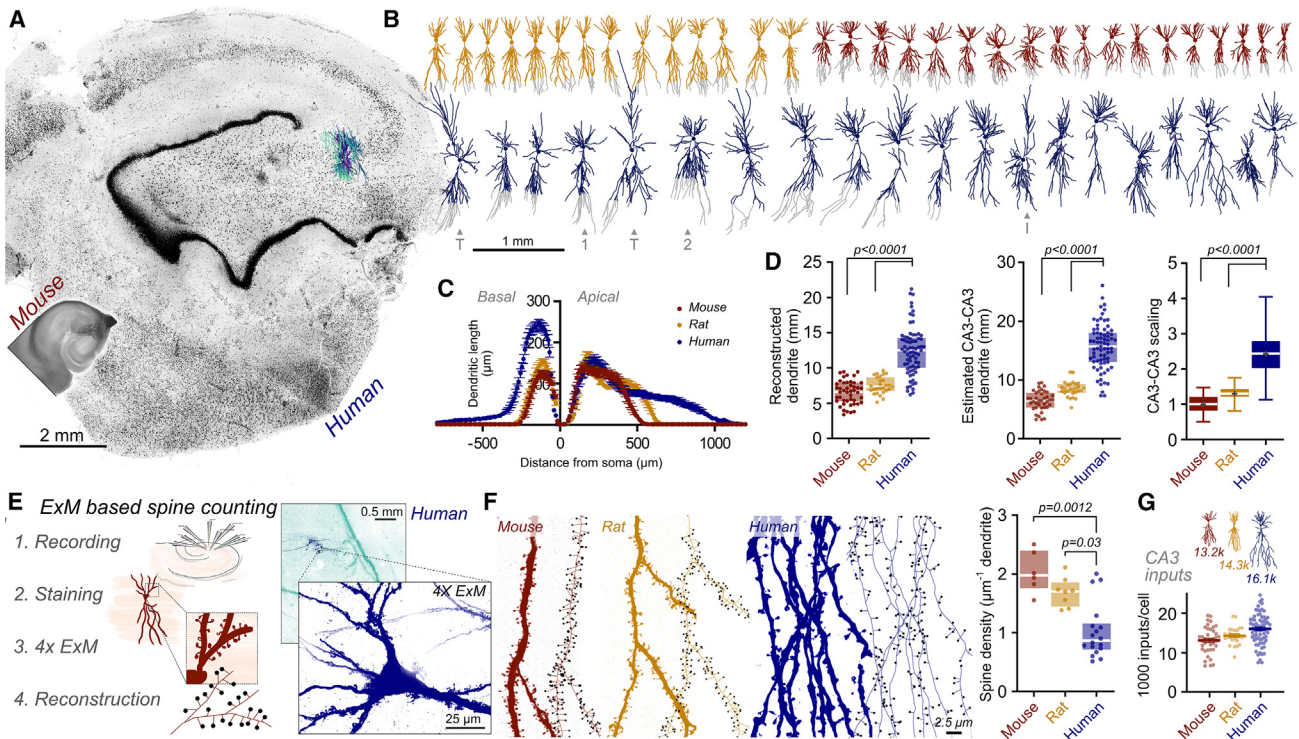 A
Mouse
Human
2 mm
B
T
1
T
2
I
1 mm
C
Basal
Apical
Mouse
Rat
Human
Dendritic length
(µm)
300
200
-500
0
500
1000
Distance from soma (µm)
D
p<0.0001
Reconstructed
dendrite (mm)
25
20
15
10
5
0
Mouse
Rat
Human
p<0.0001
Estimated CA3-CA3
dendrite (mm)
30
20
10
0
Mouse
Rat
Human
p<0.0001
CA3-CA3 scaling
5
4
3
2
1
0
Mouse
Rat
Human
E
ExM based spine counting
1. Recording
2. Staining
3. 4x ExM
4. Reconstruction
0.5 mm
Human
4X ExM
25 µm
F
Mouse
Rat
Human
2.5 µm
Spine density (µm-1 dendrite)
3
2
1
0
p=0.0012
p=0.03
Mouse
Rat
Human
G
13.2k
14.3k
16.1k
CA3
inputs
1000 inputs/cell
30
20
10
0
Mouse
Rat
Human